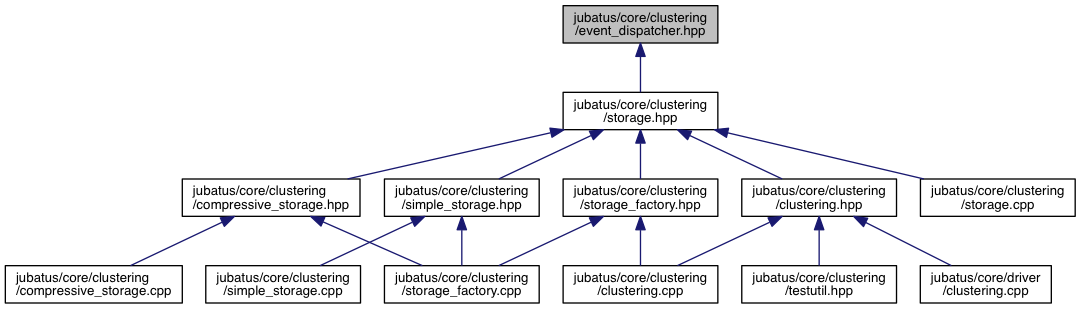 jubatus/core/clustering
/event_dispatcher.hpp
jubatus/core/clustering
/storage.hpp
jubatus/core/clustering
/compressive_storage.hpp
jubatus/core/clustering
/simple_storage.hpp
jubatus/core/clustering
/storage_factory.hpp
jubatus/core/clustering
/clustering.hpp
jubatus/core/clustering
/storage.cpp
jubatus/core/clustering
/compressive_storage.cpp
jubatus/core/clustering
/simple_storage.cpp
jubatus/core/clustering
/storage_factory.cpp
jubatus/core/clustering
/clustering.cpp
jubatus/core/clustering
/testutil.hpp
jubatus/core/driver
/clustering.cpp